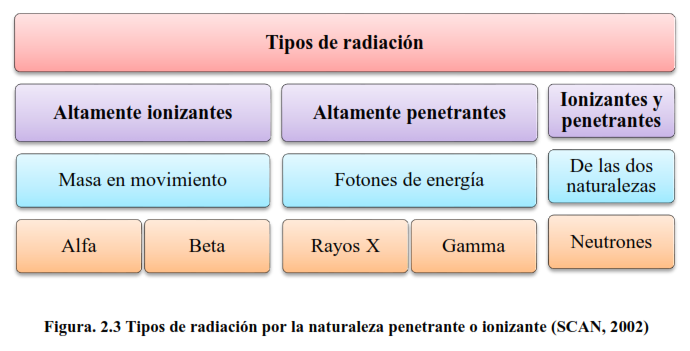 Tipos de radiación
Altamente ionizantes
Altamente penetrantes
Ionizantes y
penetrantes
Masa en movimiento
Fotones de energía
De las dos
naturalezas
Alfa
Beta
Rayos X
Gamma
Neutrones
Figura. 2.3 Tipos de radiación por la naturaleza penetrante o ionizante (SCAN, 2002)